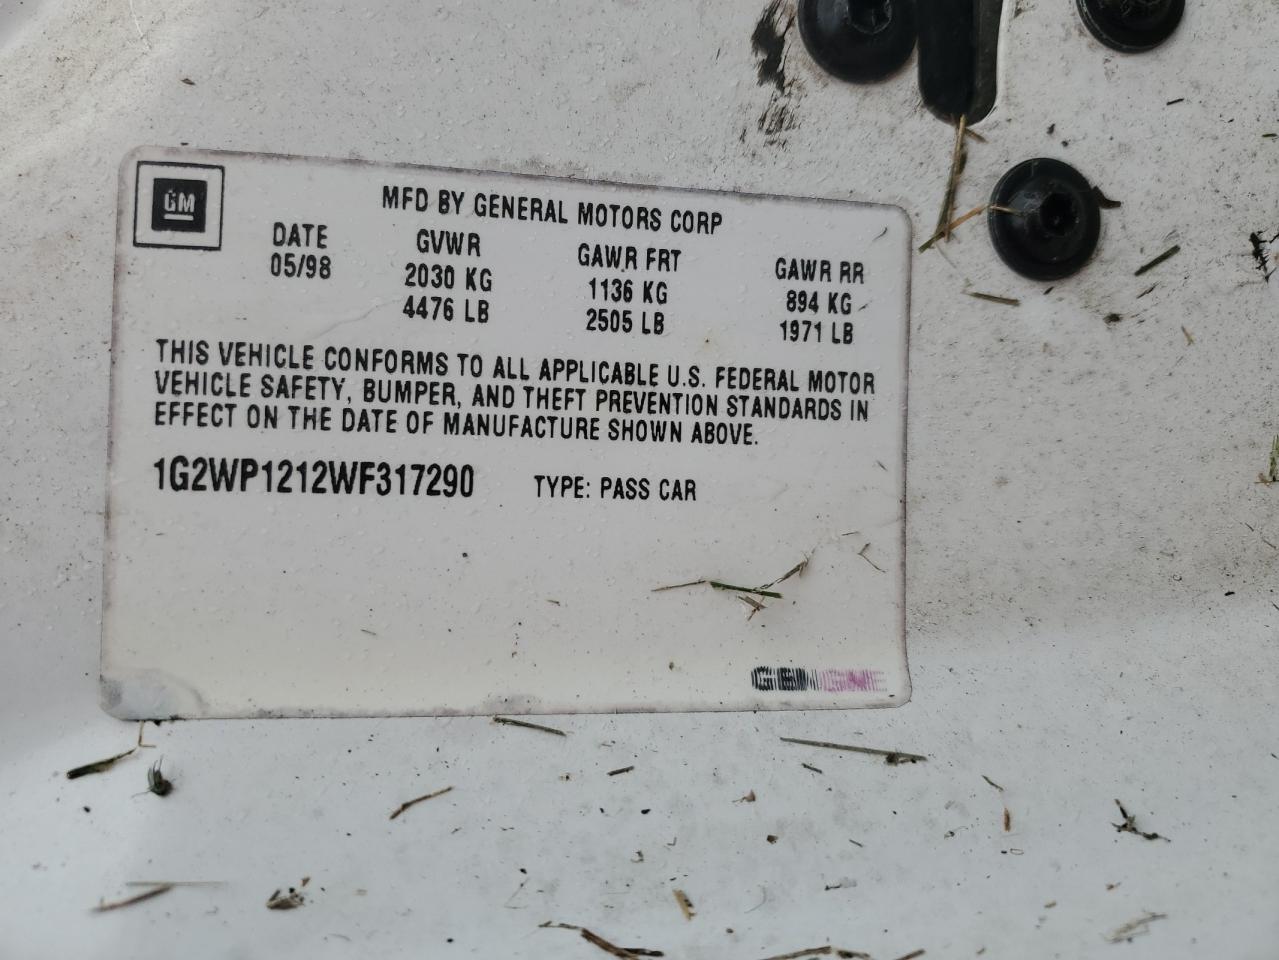 GM
MFD BY GENERAL MOTORS CORP
DATE GVWR GAWR FRT GAWR RR
05/98 2030 KG 1136 KG 894 KG
4476 LB 2505 LB 1971 LB
THIS VEHICLE CONFORMS TO ALL APPLICABLE U.S. FEDERAL MOTOR
VEHICLE SAFETY, BUMPER, AND THEFT PREVENTION STANDARDS IN
EFFECT ON THE DATE OF MANUFACTURE SHOWN ABOVE.
1G2WP1212WF317290 TYPE: PASS CAR